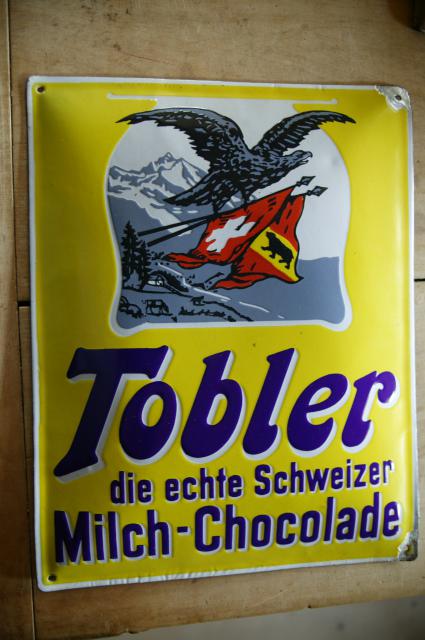 Tobler
die echte Schweizer
Milch-Chocolade